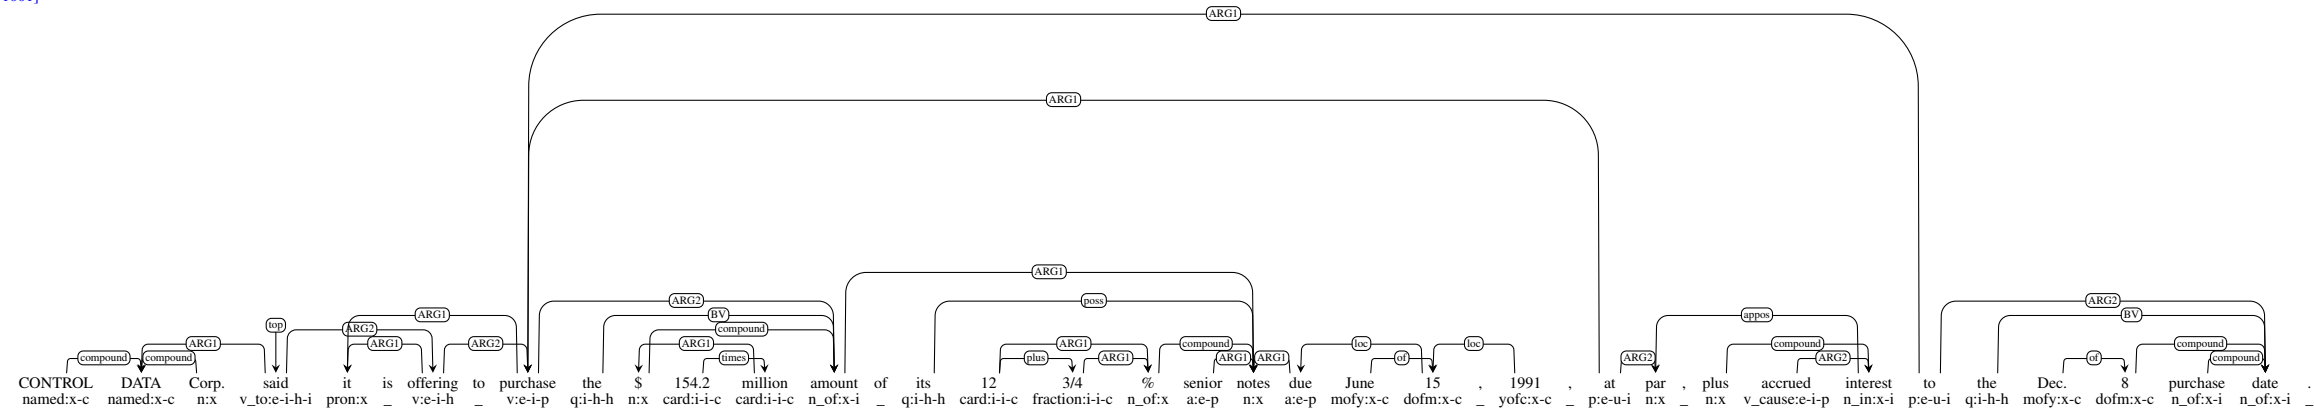 1001]
ARG1
ARG1
ARG1
ARG2 poss ARG2
ARG1 BV appos BV
top ARG2 compound
ARG1 ARG1 ARG2 ARG1 ARG1 compound loc loc compound compound
compound compound times plus ARG1 ARG1 ARG1 of ARG2 ARG2 of compound
CONTROL DATA Corp. said it is offering to purchase the $ 154.2 million amount of its 12 3/4 % senior notes due June 15 , 1991 , at par , plus accrued interest to the Dec. 8 purchase date .
named:x-c named:x-c n:x v_to:e-i-h-i pron:x _ v:e-i-h _ v:e-i-p q:i-h-h n:x card:i-i-c card:i-i-c n_of:x-i _ q:i-h-h card:i-i-c fraction:i-i-c n_of:x a:e-p n:x a:e-p mofy:x-c dofm:x-c _ yofc:x-c _ p:e-u-i n:x _ n:x v_cause:e-i-p n_in:x-i p:e-u-i q:i-h-h mofy:x-c dofm:x-c n_of:x-i n_of:x-i _